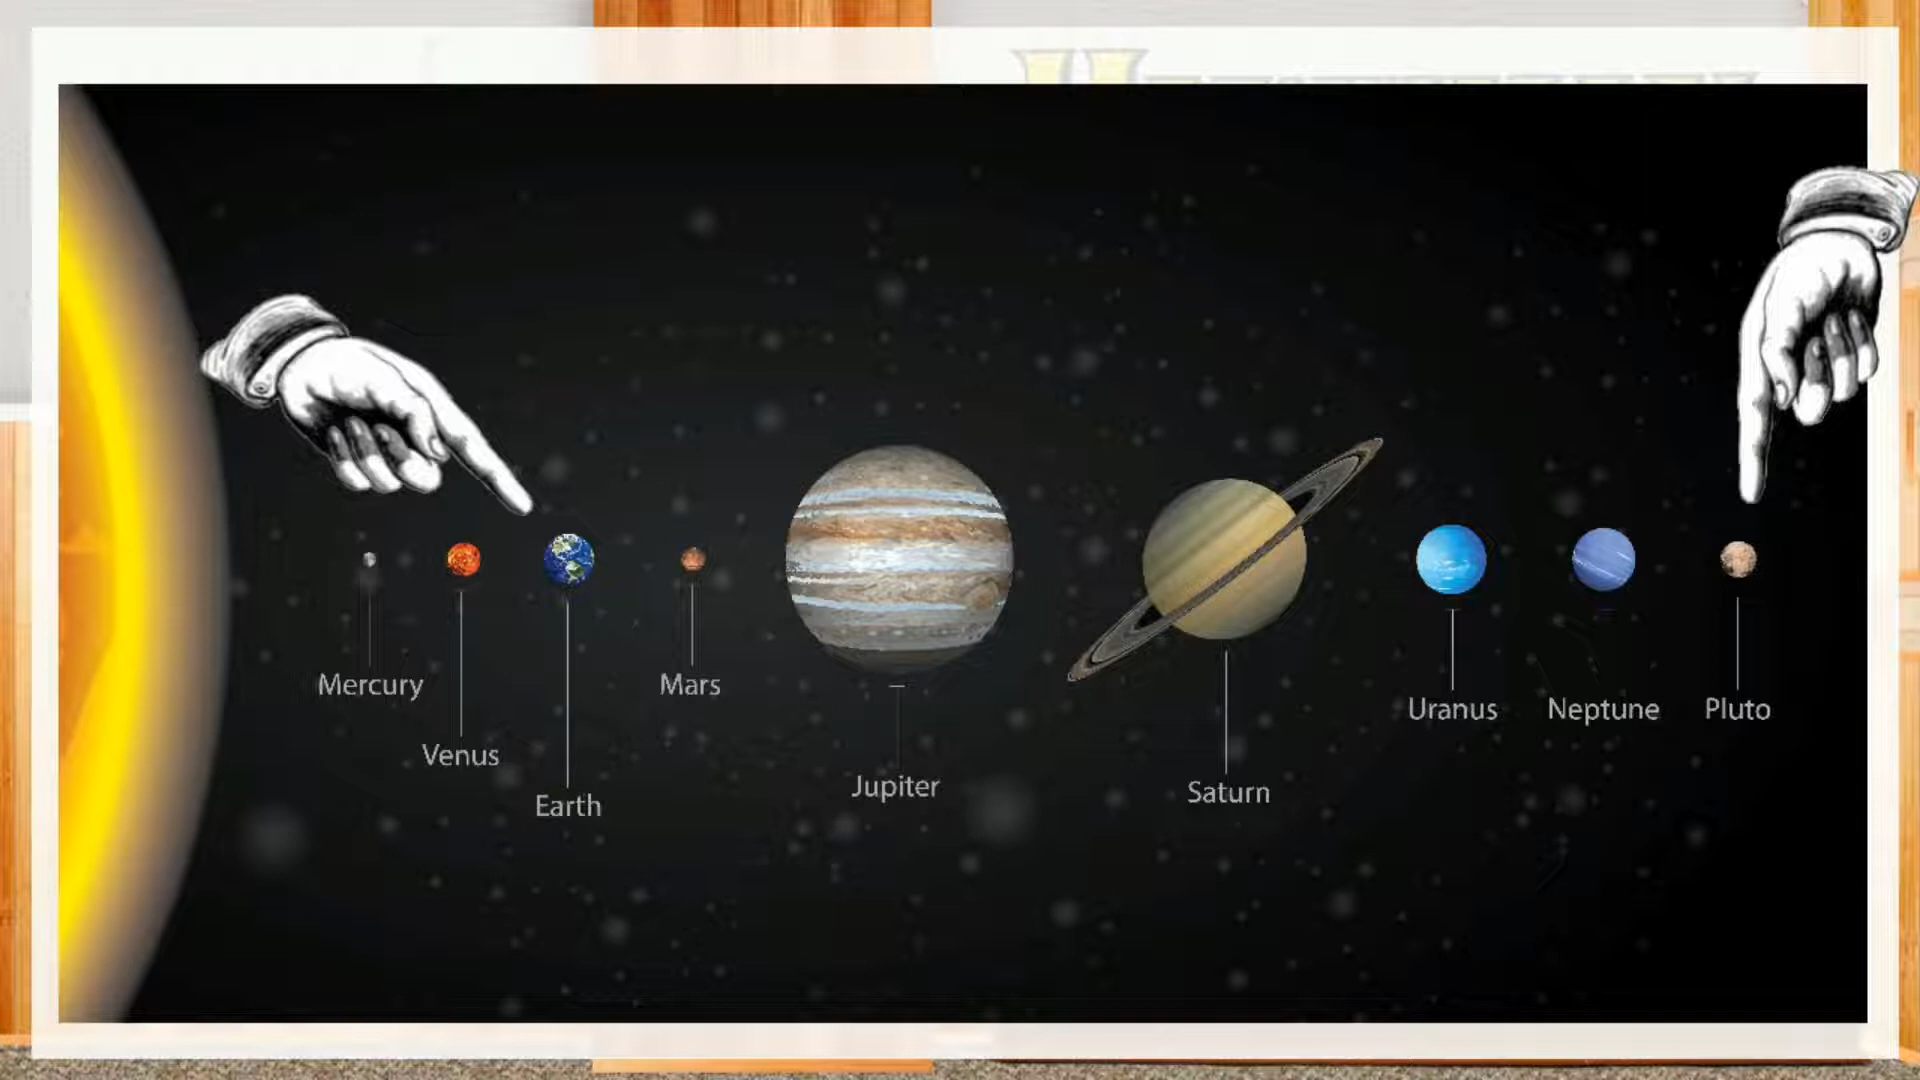 Mercury
Venus
Earth
Mars
Jupiter
Saturn
Uranus
Neptune
Pluto